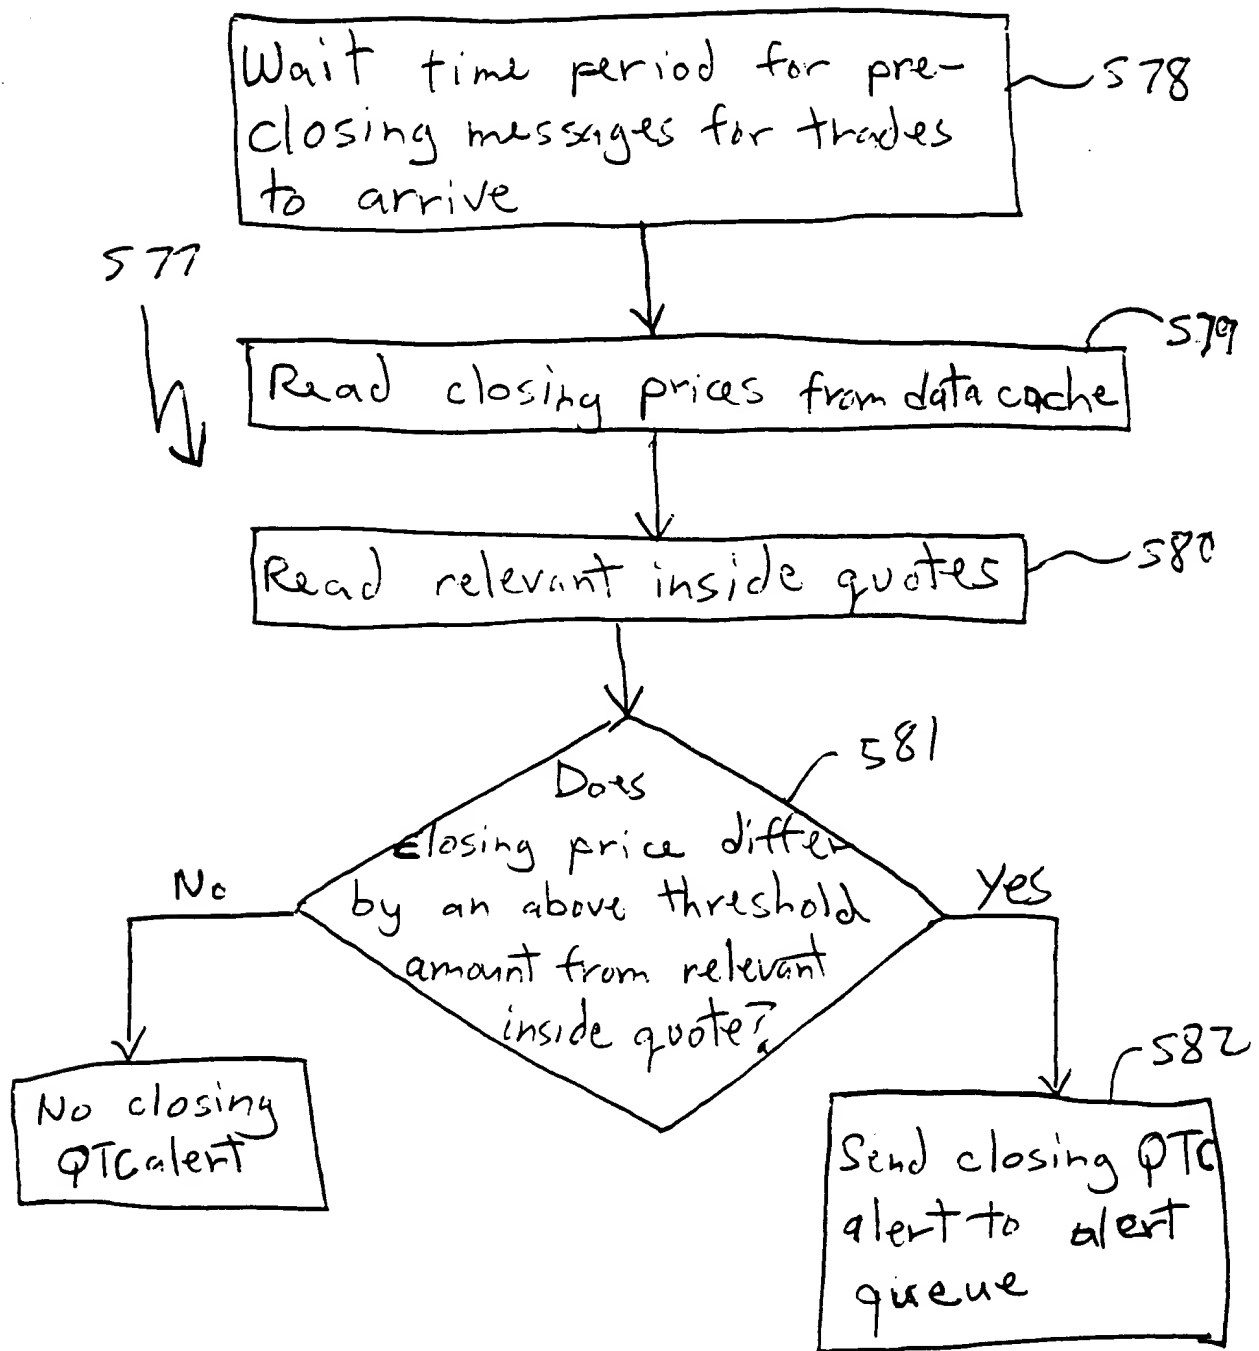 Wait time period for pre-
closing messages for trades
to arrive
578
577
579
Read closing prices from data cache
Read relevant inside quotes
580
581
Does
closing price differ
by an above threshold
amount from relevant
inside quote?
No
Yes
582
No closing
QTC alert
Send closing QTC
alert to alert
queue